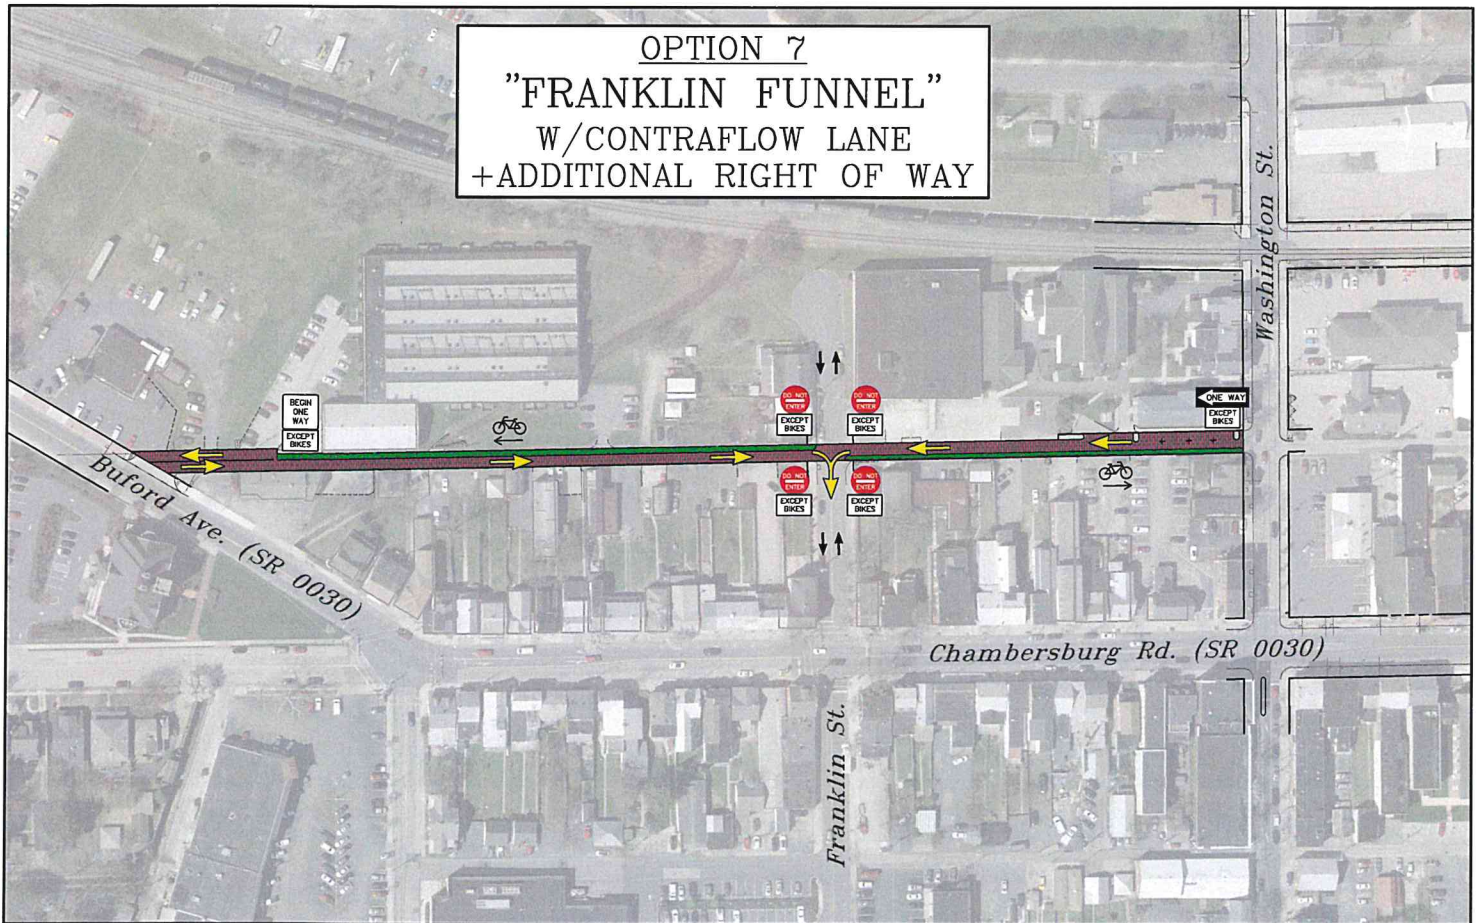 OPTION 7
"FRANKLIN FUNNEL"
W/CONTRAFLOW LANE
+ADDITIONAL RIGHT OF WAY
Washington St.
BEGIN
ONE
WAY
EXCEPT
BIKES
DO NOT
ENTER
EXCEPT
BIKES
DO NOT
ENTER
EXCEPT
BIKES
ONE WAY
EXCEPT
BIKES
DO NOT
ENTER
EXCEPT
BIKES
DO NOT
ENTER
EXCEPT
BIKES
Buford Ave. (SR 0030)
Chambersburg Rd. (SR 0030)
Franklin St.